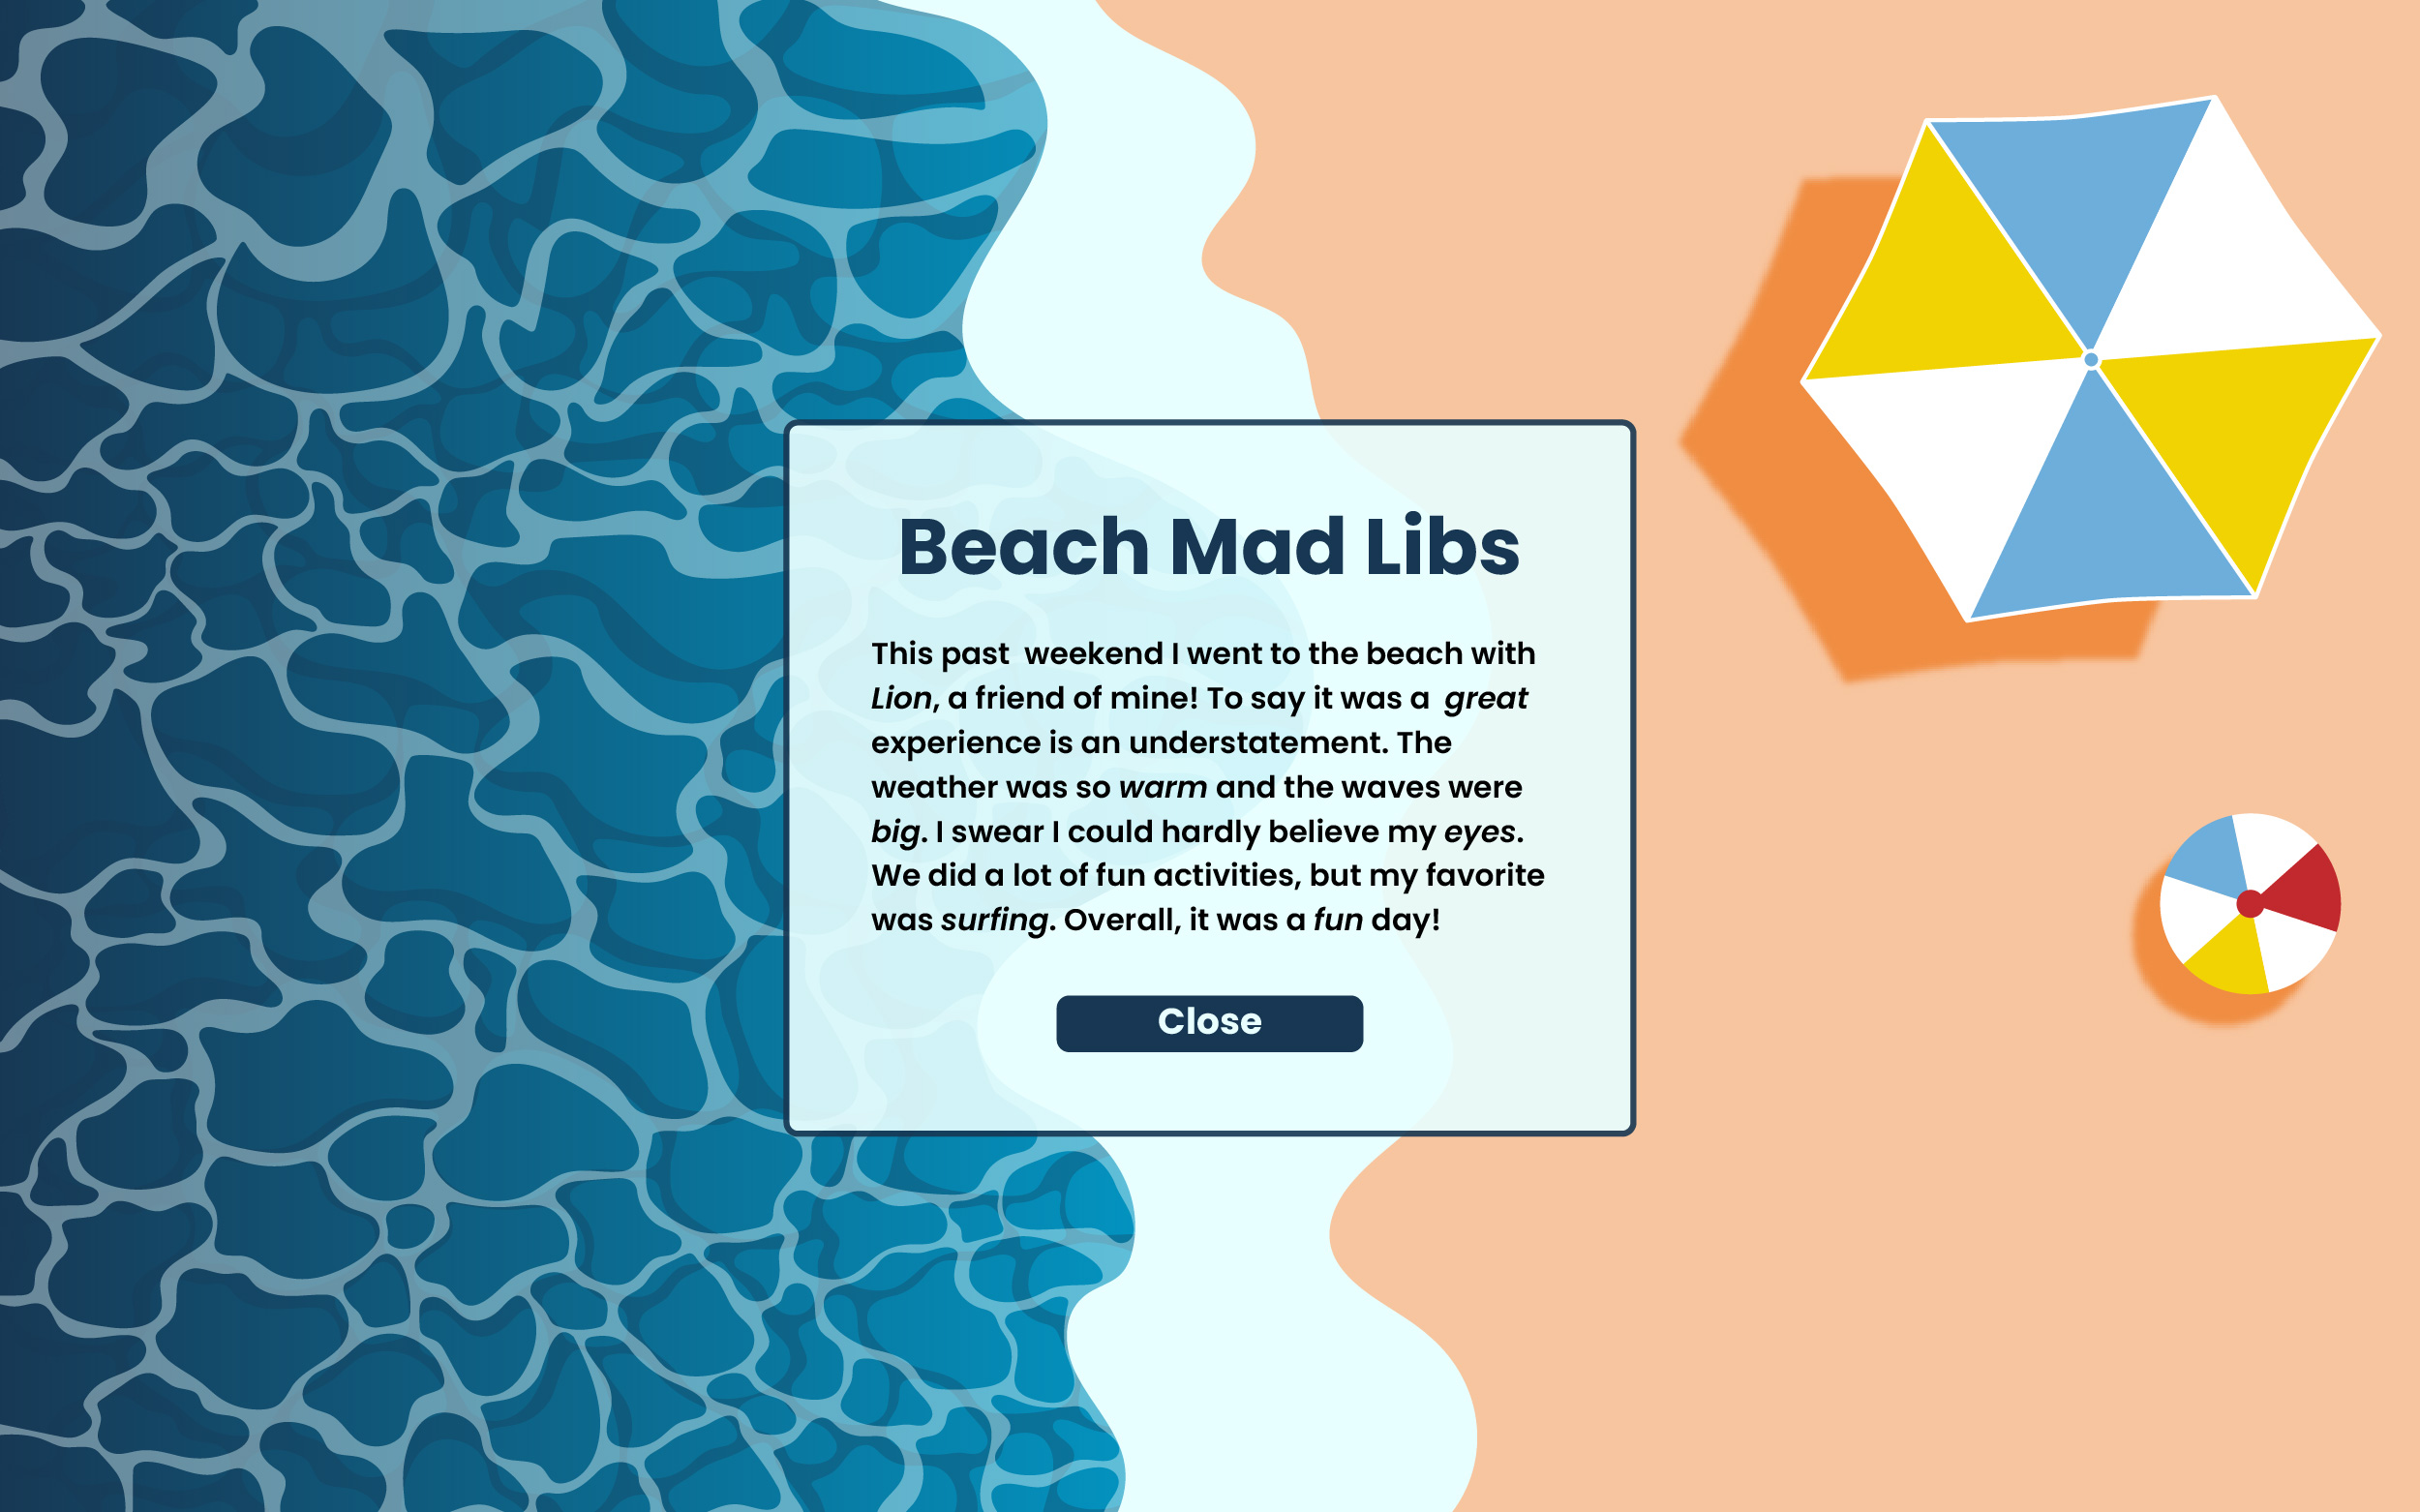 Beach Mad Libs
This past  weekend I went to the beach with
Lion, a friend of mine! To say it was a  great
experience is an understatement. The
weather was so warm and the waves were
big. I swear I could hardly believe my eyes.
We did a lot of fun activities, but my favorite
was surfing. Overall, it was a fun day!
Close